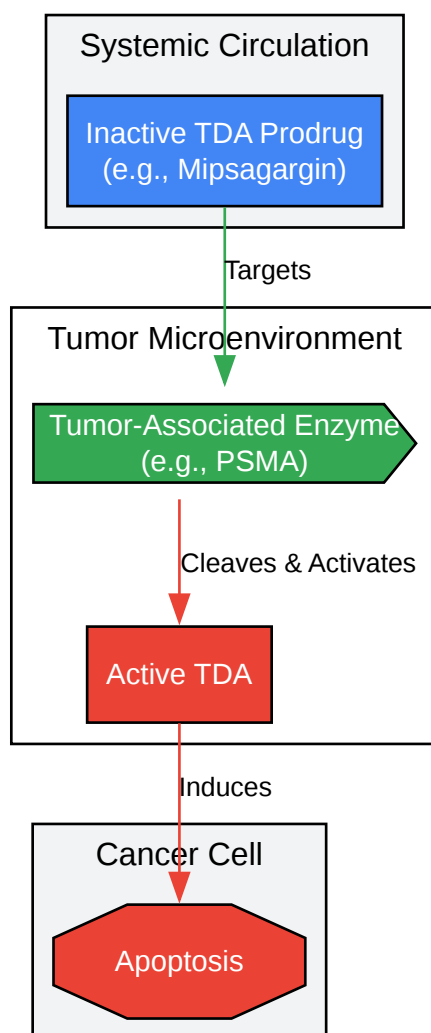 Systemic Circulation
Inactive TDA Prodrug
(e.g., Mipsagargin)
Targets
Tumor Microenvironment
Tumor-Associated Enzyme
(e.g., PSMA)
Cleaves & Activates
Active TDA
Induces
Cancer Cell
Apoptosis